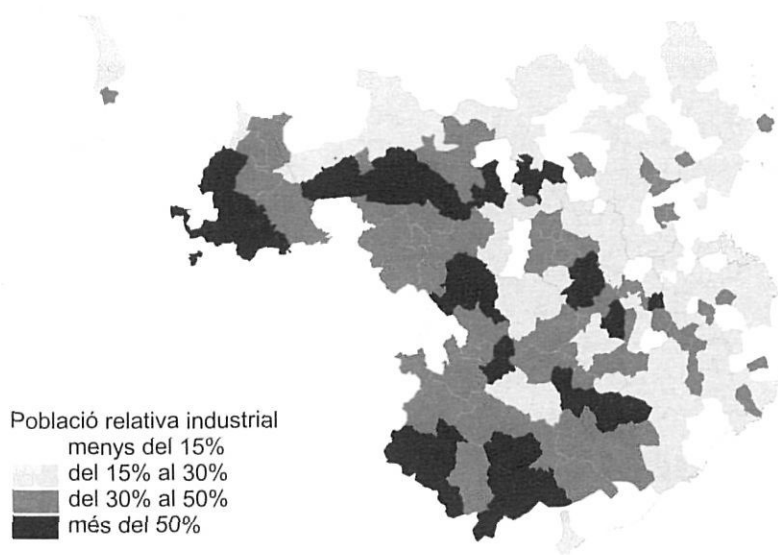 Població relativa industrial
menys del 15%
del 15% al 30%
del 30% al 50%
més del 50%